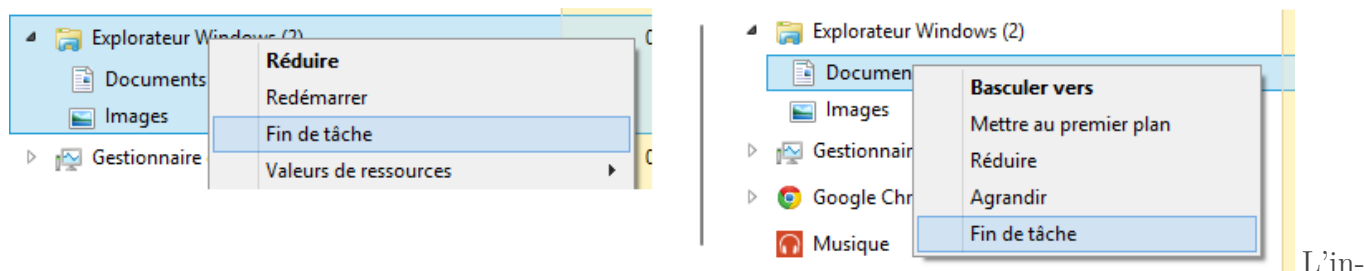 Explorateur Windows (2)
Documents
Images
Gestionnaire
Réduire
Redémarrer
Fin de tâche
Valeurs de ressources
Explorateur Windows (2)
Documen
Images
Gestionnair
Google Chr
Musique
Basculer vers
Mettre au premier plan
Réduire
Agrandir
Fin de tâche
L'in-